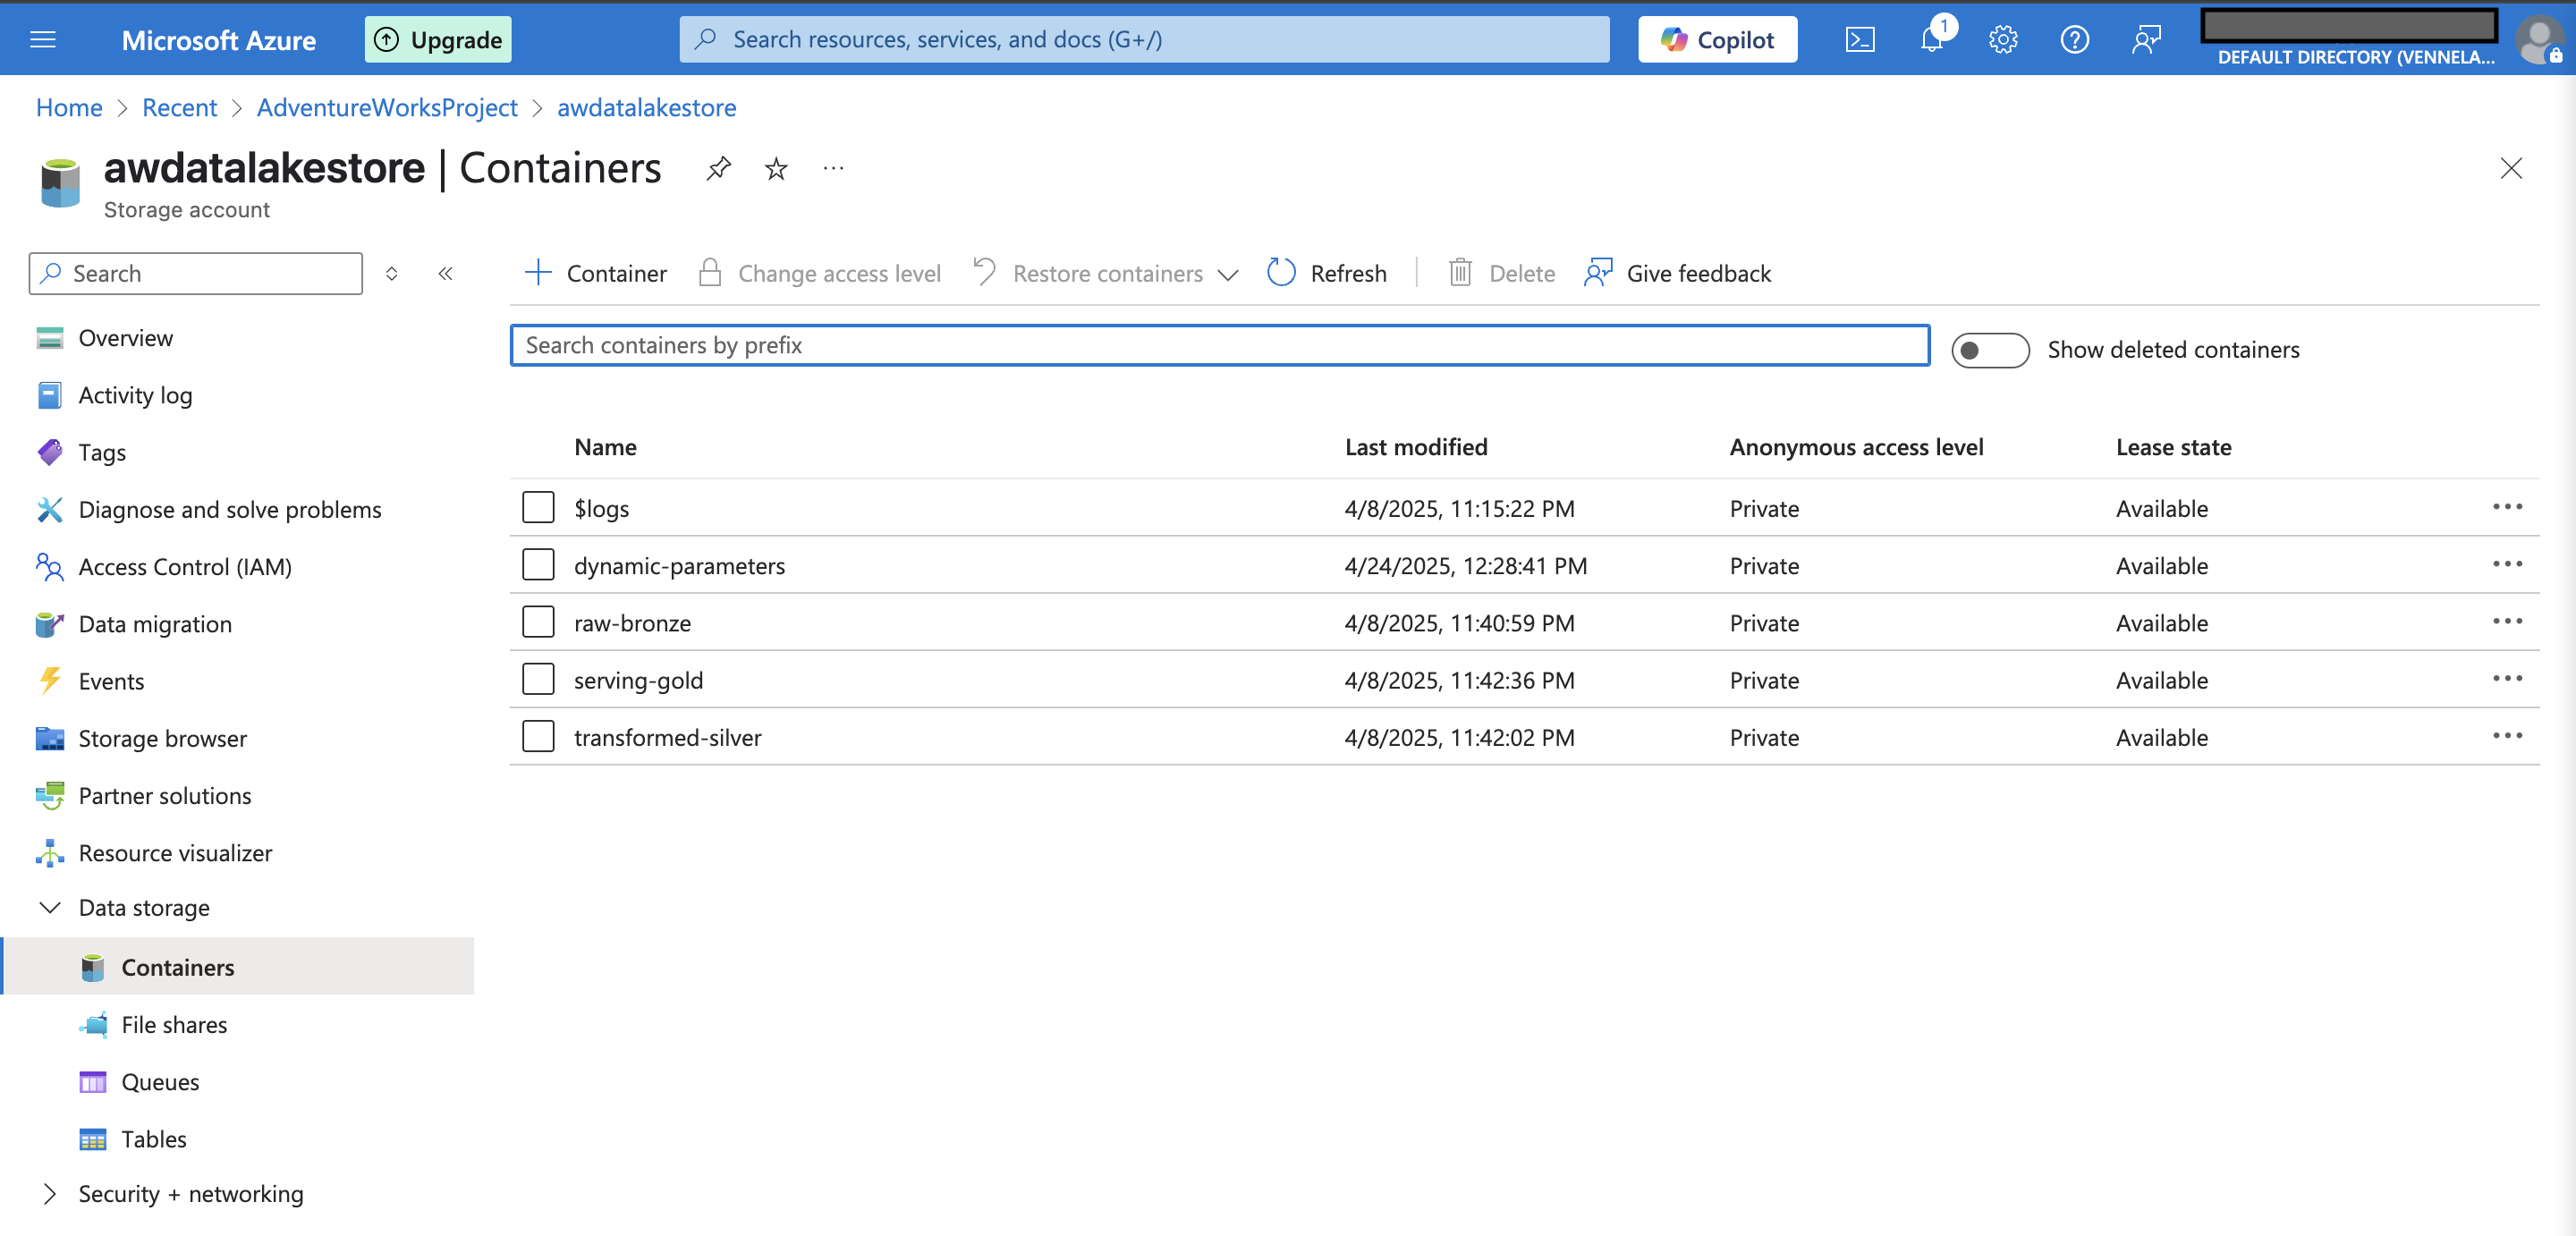 Microsoft Azure
Upgrade
Search resources, services, and docs (G+/)
Copilot
1
DEFAULT DIRECTORY (VENNELA...
Home > Recent > AdventureWorksProject > awdatalakestore
awdatalakestore | Containers
Storage account
Search
Container
Change access level
Restore containers
Refresh
Delete
Give feedback
Search containers by prefix
Show deleted containers
Overview
Activity log
Tags
Diagnose and solve problems
Access Control (IAM)
Data migration
Events
Storage browser
Partner solutions
Resource visualizer
Data storage
Containers
File shares
Queues
Tables
Security + networking
Name Last modified Anonymous access level Lease state
$logs 4/8/2025, 11:15:22 PM Private Available
dynamic-parameters 4/24/2025, 12:28:41 PM Private Available
raw-bronze 4/8/2025, 11:40:59 PM Private Available
serving-gold 4/8/2025, 11:42:36 PM Private Available
transformed-silver 4/8/2025, 11:42:02 PM Private Available